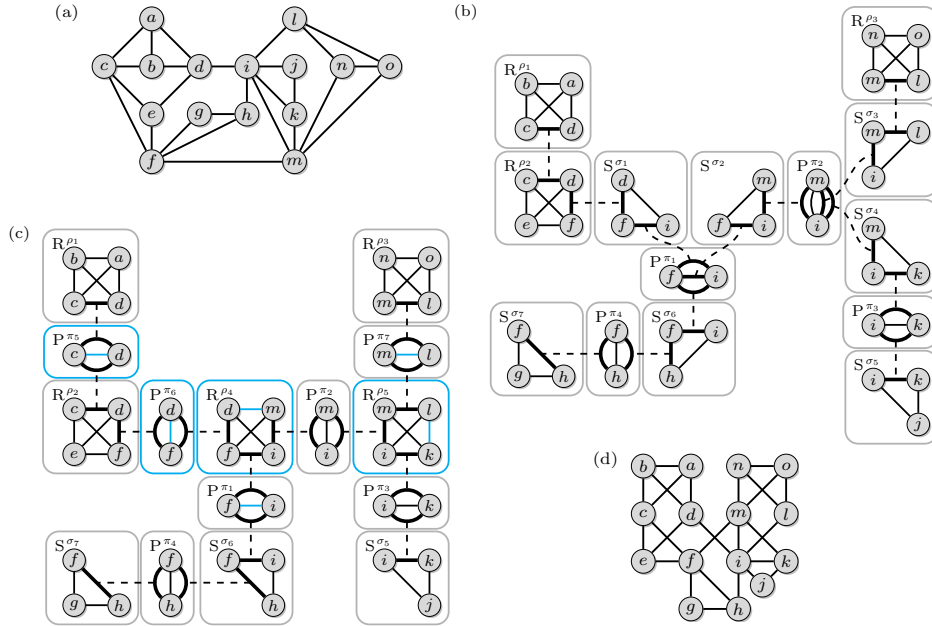 (a)
a
l
c b d i j n o
e g h k
f m
(b)
R^ρ1
b a
c d
R^ρ2
c d
e f
S^σ1
d
f i
S^σ2
m
f i
P^π2
m
i
R^ρ3
n o
m l
S^σ3
m l
i
S^σ4
m
i k
P^π1
f i
P^π3
i k
S^σ7
f
g h
P^π4
f
h
S^σ6
f i
h
S^σ5
i k
j
(c)
R^ρ1
b a
c d
R^ρ3
n o
m l
P^π5
c d
P^π7
m l
R^ρ2
c d
e f
P^π6
d
f
R^ρ4
d m
f i
P^π2
m
i
R^ρ5
m l
i k
P^π1
f i
P^π3
i k
S^σ7
f
g h
P^π4
f
h
S^σ6
f i
h
S^σ5
i k
j
(d)
b a n o
c d m l
e f i k
j
g h